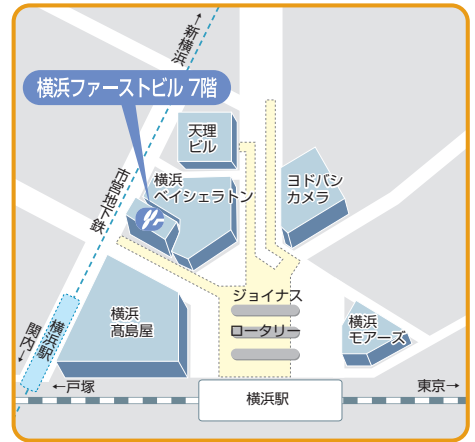 ←新横浜
横浜ファーストビル 7階
天理
ビル
横浜
ベイシェラトン
ヨドバシ
カメラ
市営地下鉄
ジョイナス
ロータリー
横浜
髙島屋
横浜
モアーズ
横浜駅
関内→
←戸塚
東京→
横浜駅